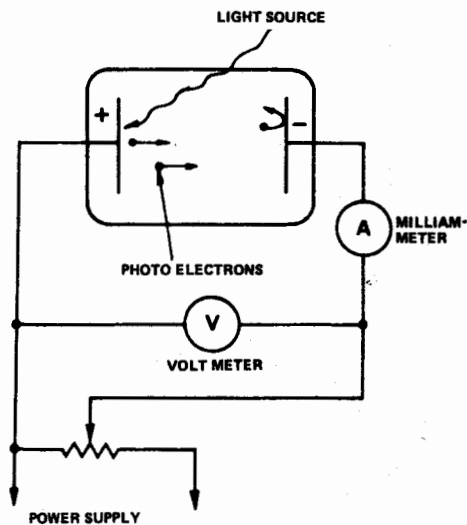 LIGHT SOURCE
+
-
A
MILLIAM-
METER
PHOTO ELECTRONS
V
VOLT METER
POWER SUPPLY